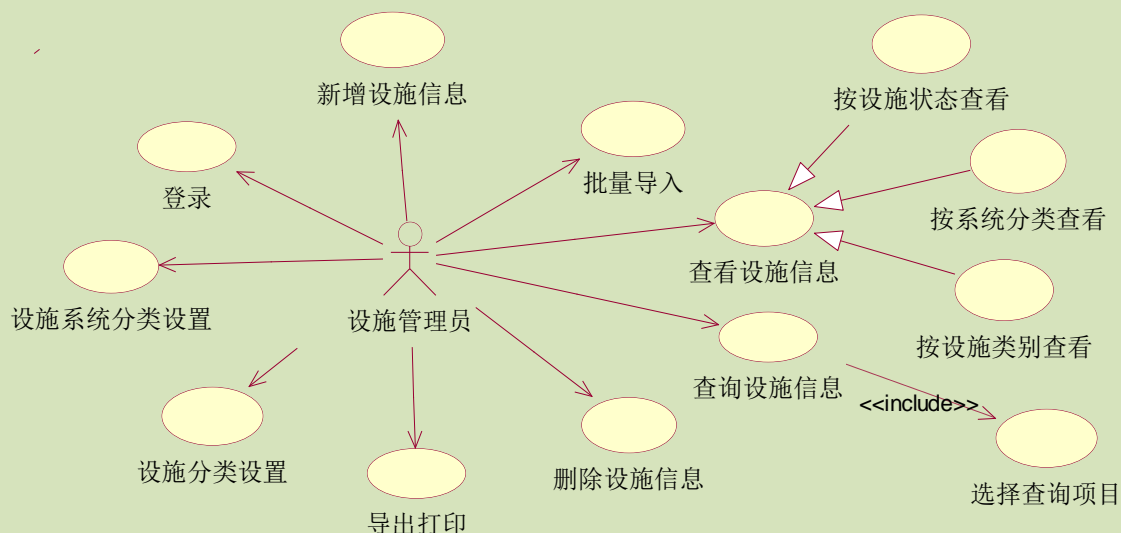 新增设施信息
按设施状态查看
登录
批量导入
按系统分类查看
查看设施信息
设施系统分类设置
设施管理员
按设施类别查看
查询设施信息
<<include>>
设施分类设置
删除设施信息
选择查询项目
导出打印